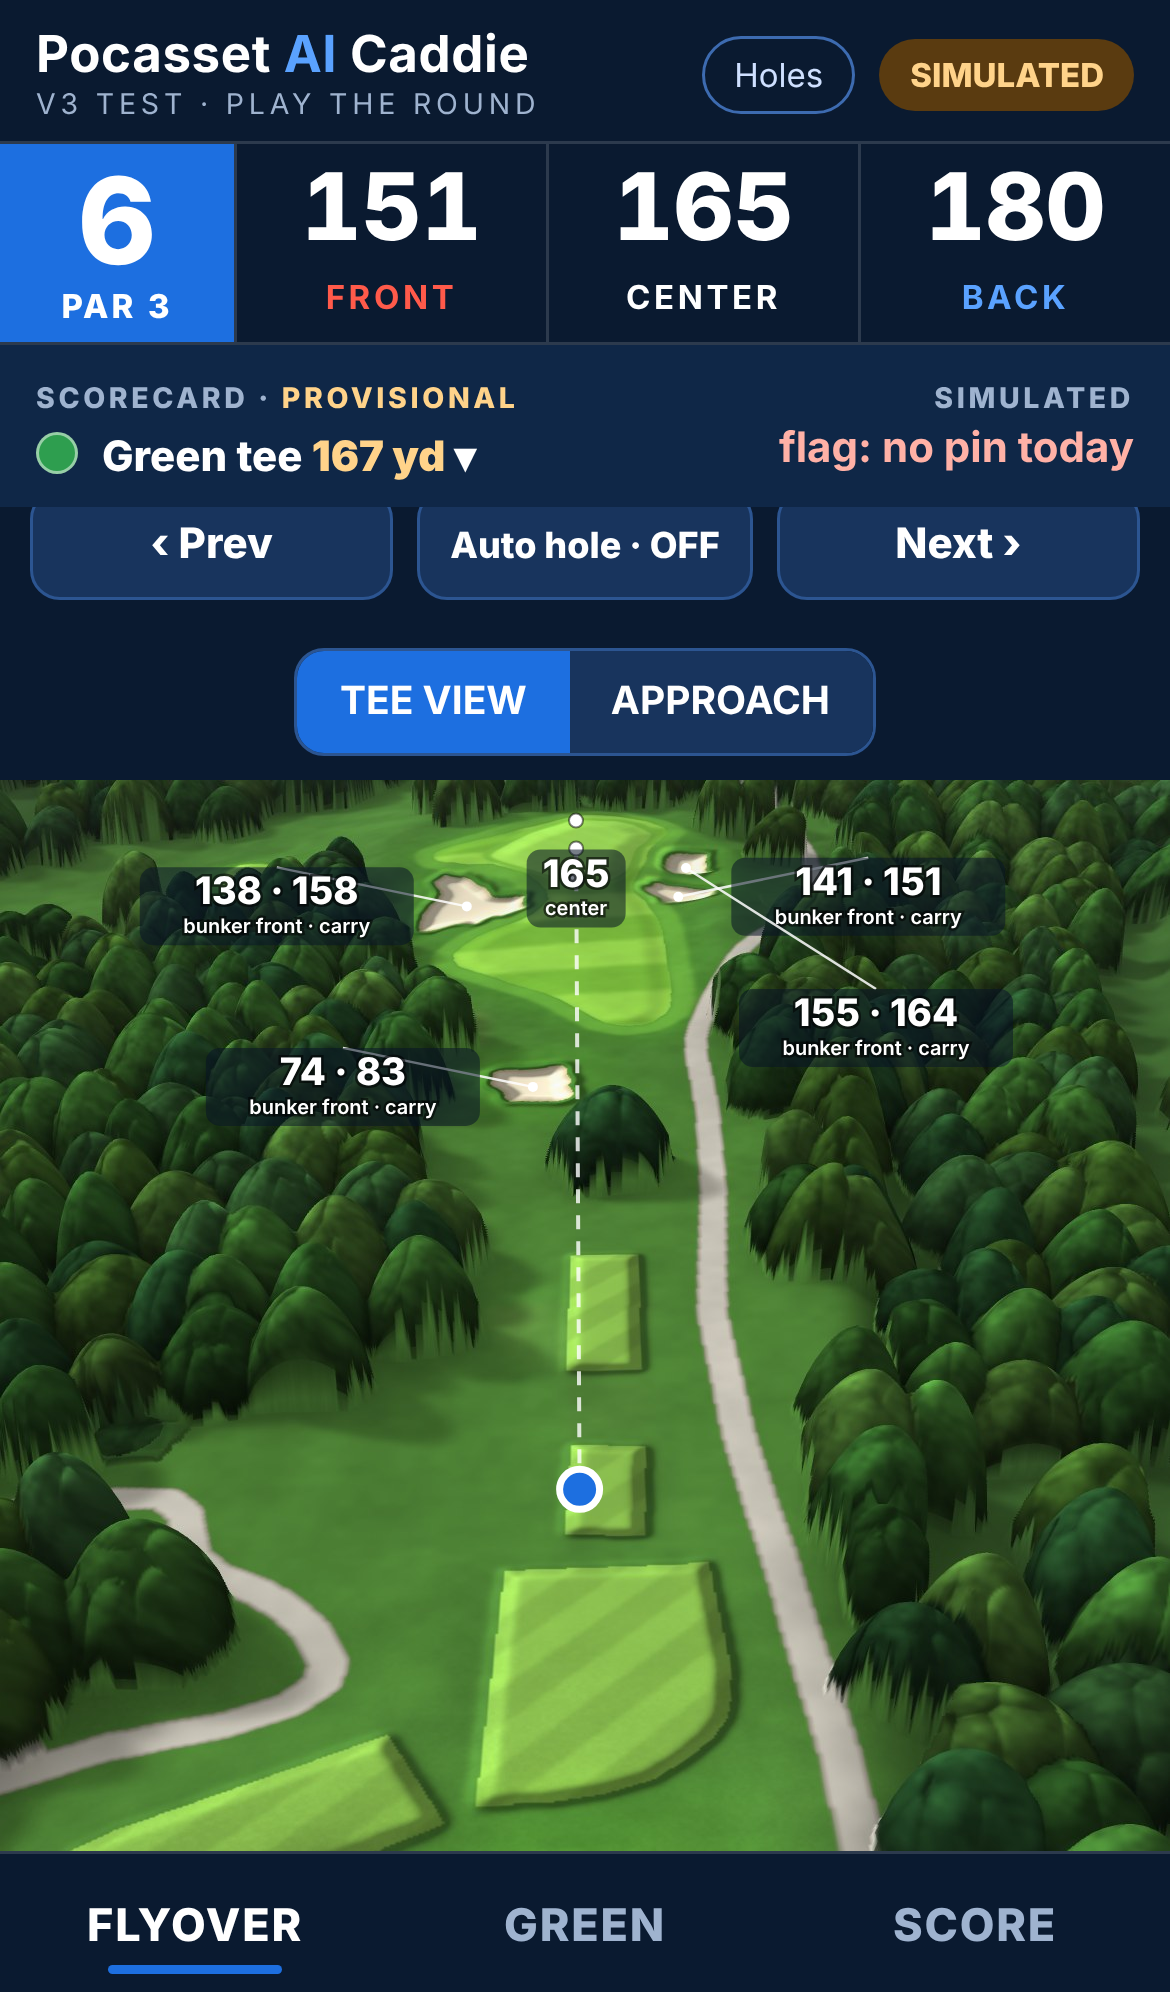 Pocasset AI Caddie
V3 TEST · PLAY THE ROUND
Holes
SIMULATED
6
PAR 3
151
FRONT
165
CENTER
180
BACK
SCORECARD · PROVISIONAL
Green tee 167 yd ▼
SIMULATED
flag: no pin today
‹ Prev
Auto hole · OFF
Next ›
TEE VIEW
APPROACH
138 · 158
bunker front · carry
165
center
141 · 151
bunker front · carry
155 · 164
bunker front · carry
74 · 83
bunker front · carry
FLYOVER
GREEN
SCORE